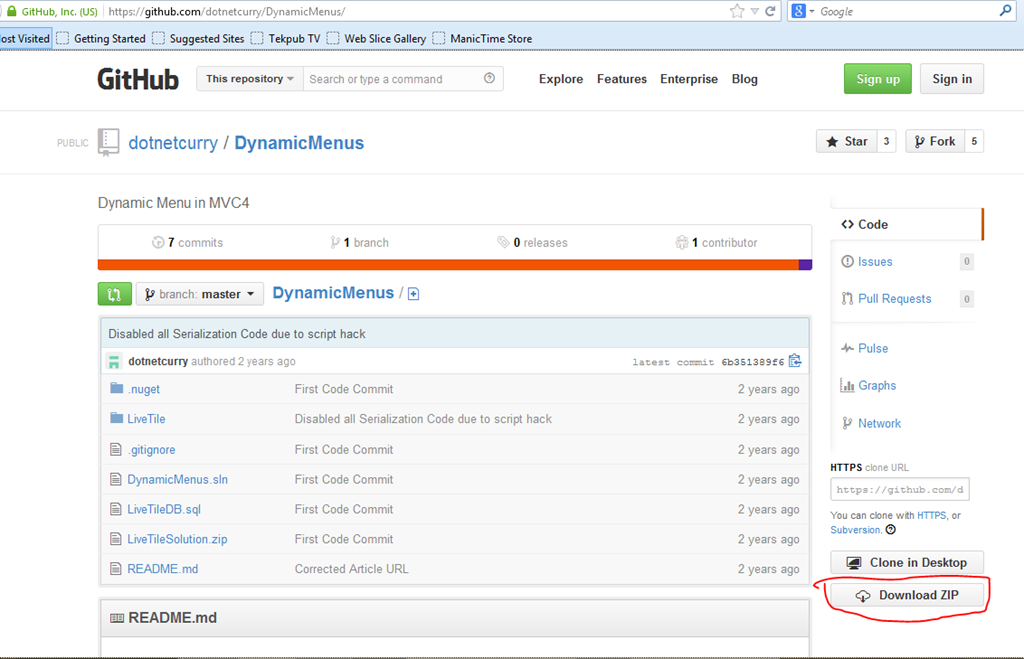 GitHub, Inc. (US) https://github.com/dotnetcurry/DynamicMenus/ Google
ost Visited Getting Started Suggested Sites Tekpub TV Web Slice Gallery ManicTime Store
GitHub This repository Search or type a command Explore Features Enterprise Blog Sign up Sign in
PUBLIC dotnetcurry / DynamicMenus Star 3 Fork 5
Dynamic Menu in MVC4
7 commits 1 branch 0 releases 1 contributor
branch: master DynamicMenus /
Disabled all Serialization Code due to script hack
dotnetcurry authored 2 years ago latest commit 6b351389f6
.nuget First Code Commit 2 years ago
LiveTile Disabled all Serialization Code due to script hack 2 years ago
.gitignore First Code Commit 2 years ago
DynamicMenus.sln First Code Commit 2 years ago
LiveTileDB.sql First Code Commit 2 years ago
LiveTileSolution.zip First Code Commit 2 years ago
README.md Corrected Article URL 2 years ago
README.md
Code
Issues 0
Pull Requests 0
Pulse
Graphs
Network
HTTPS clone URL
https://github.com/d
You can clone with HTTPS, or
Subversion.
Clone in Desktop
Download ZIP